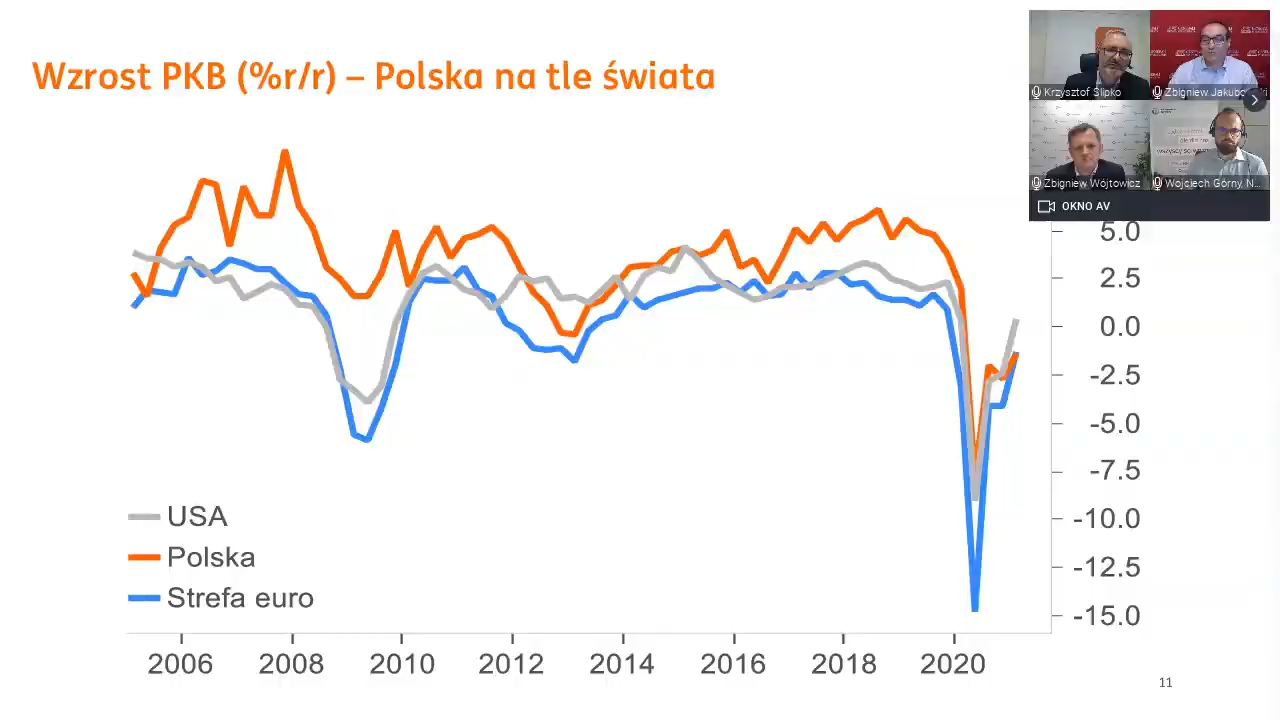 Wzrost PKB (%r/r) – Polska na tle świata
Krzysztof Slipko
Zbigniew
Zbigniew Wójtowicz
Wojciech Górny, N...
OKNO AV
5.0
2.5
0.0
-2.5
-5.0
-7.5
-10.0
-12.5
-15.0
USA
Polska
Strefa euro
2006 2008 2010 2012 2014 2016 2018 2020
11